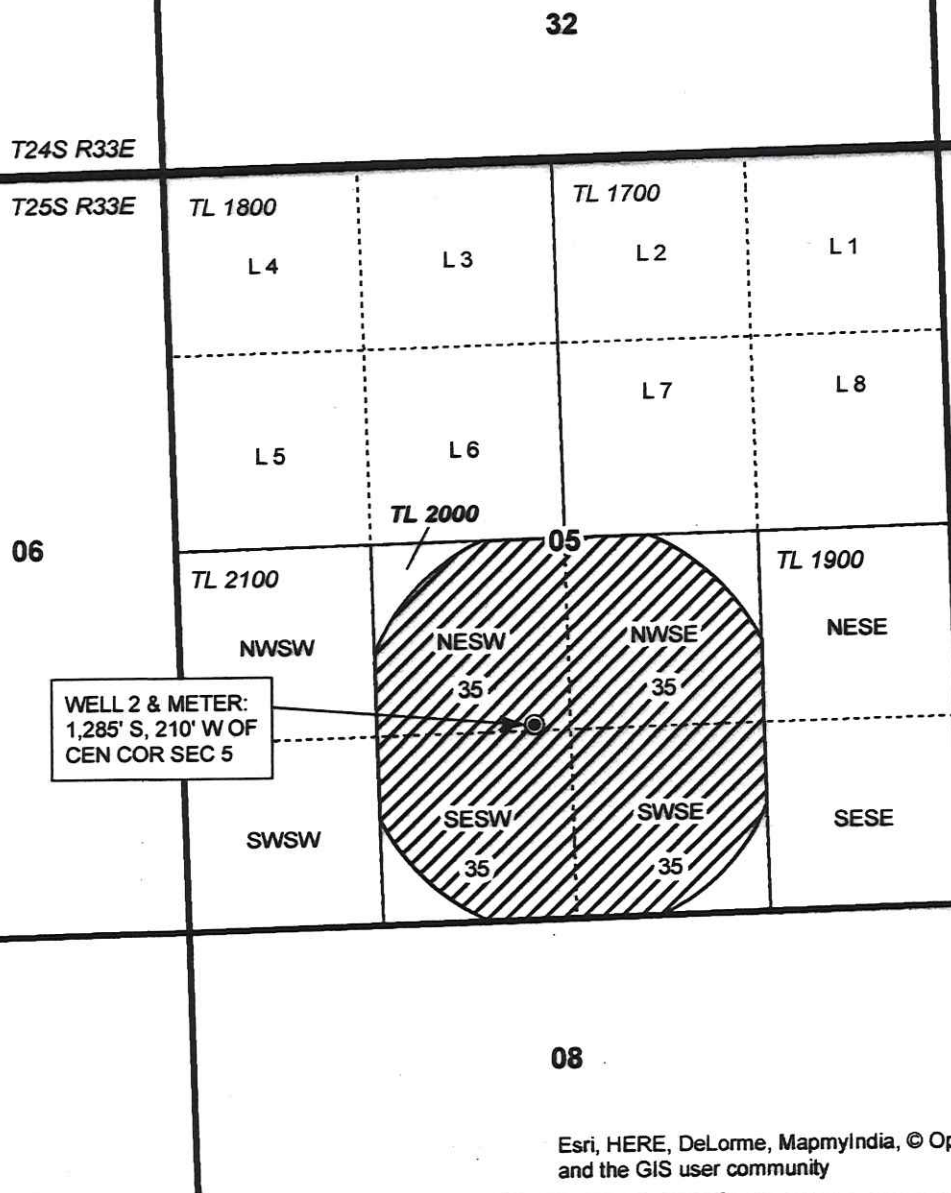 32
T24S R33E
T25S R33E
TL 1800
TL 1700
L 4
L 3
L 2
L 1
L 5
L 6
L 7
L 8
TL 2000
06
05
TL 2100
TL 1900
NWSW
NESW
NWSE
NESE
35
35
WELL 2 & METER:
1,285' S, 210' W OF
CEN COR SEC 5
SWSW
SESW
SWSE
SESE
35
35
08
Esri, HERE, DeLorme, MapmyIndia, © Op
and the GIS user community